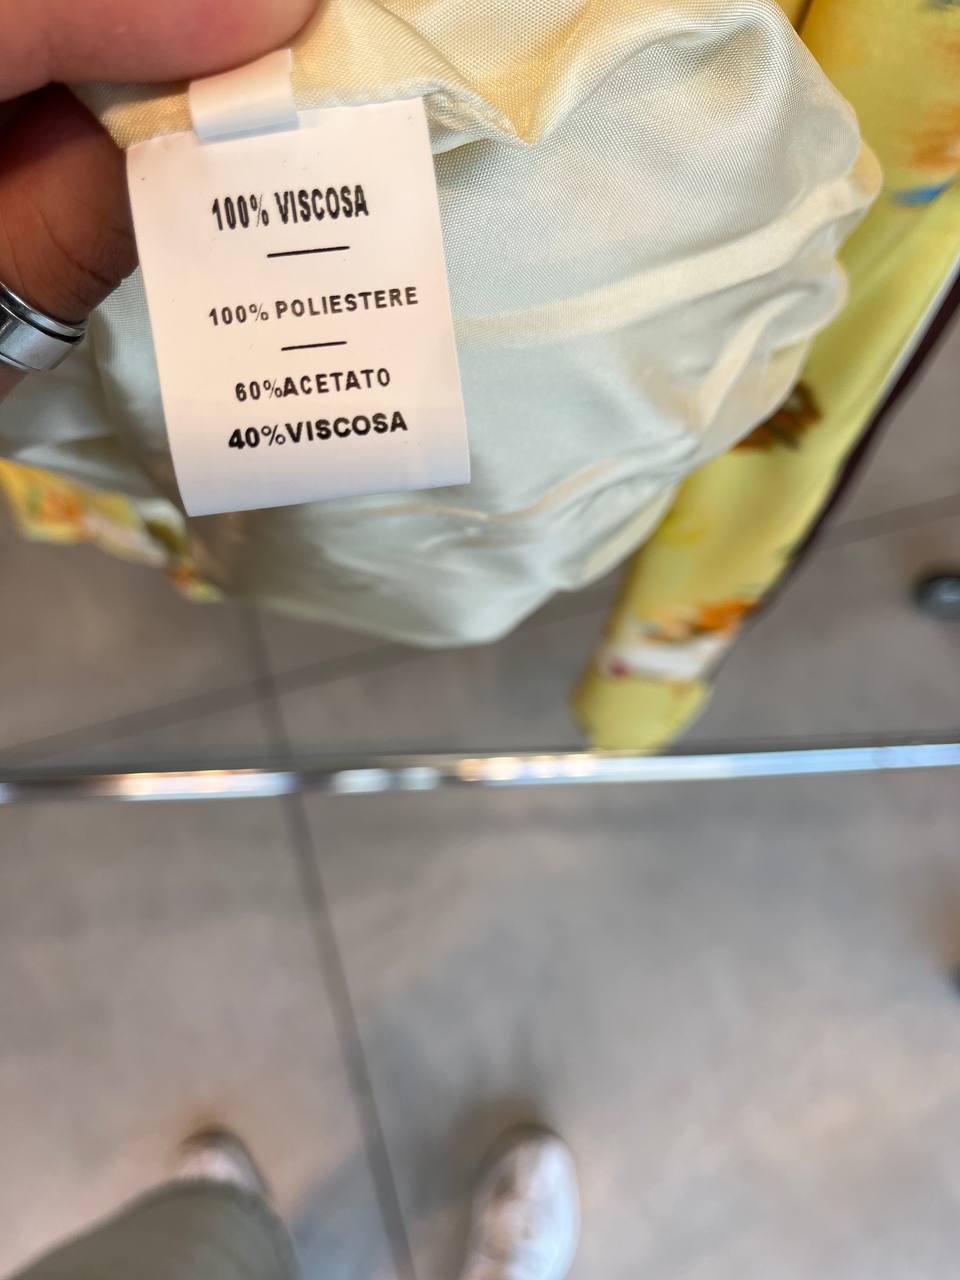 100% VISCOSA
100% POLIESTERE
60%ACETATO
40%VISCOSA